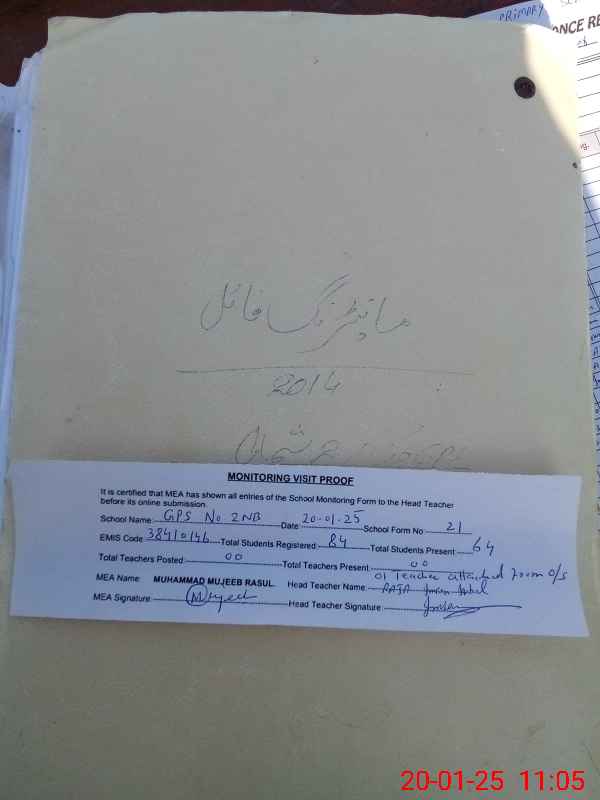 PRIMARY
مانیٹرنگ فائل
2014
MONITORING VISIT PROOF
It is certified that MEA has shown all entries of the School Monitoring Form to the Head Teacher
before its online submission.
School Name: GPS No 2NB Date 20-01-25 School Form No 21
EMIS Code 38410146 Total Students Registered 84 Total Students Present 64
Total Teachers Posted 00 Total Teachers Present 00
01 Teacher attached from o/s
MEA Name MUHAMMAD MUJEEB RASUL. Head Teacher Name RAJA
MEA Signature Mujeeb Head Teacher Signature
20-01-25 11:05